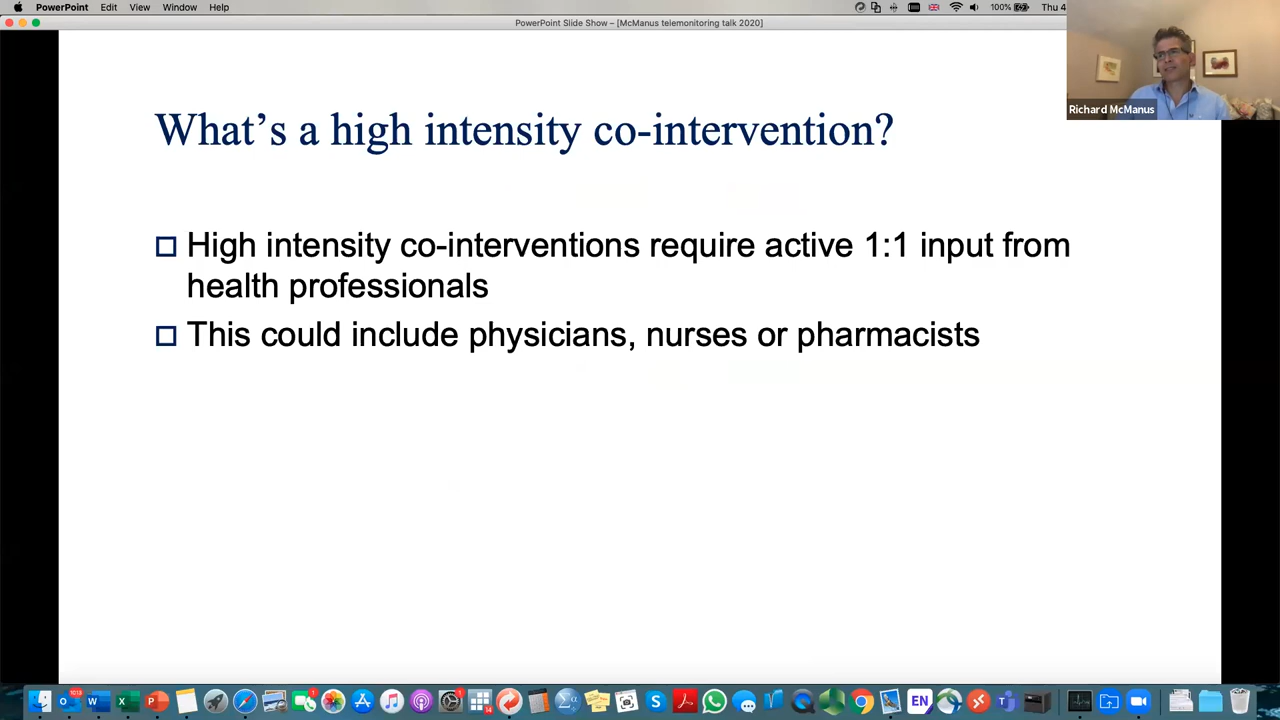 PowerPoint Edit View Window Help
100% Thu 4
PowerPoint Slide Show – [McManus telemonitoring talk 2020]
Richard McManus
What’s a high intensity co-intervention?
High intensity co-interventions require active 1:1 input from
health professionals
This could include physicians, nurses or pharmacists
EN